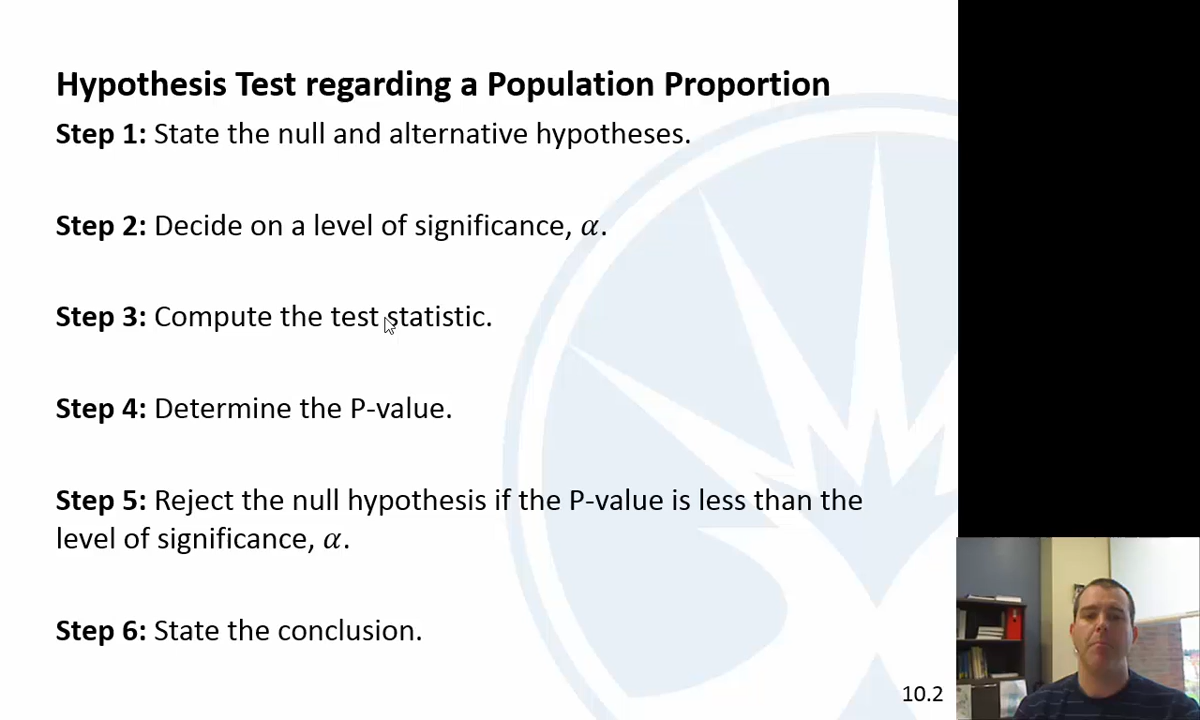 Hypothesis Test regarding a Population Proportion
Step 1: State the null and alternative hypotheses.
Step 2: Decide on a level of significance, α.
Step 3: Compute the test statistic.
Step 4: Determine the P-value.
Step 5: Reject the null hypothesis if the P-value is less than the
level of significance, α.
Step 6: State the conclusion.
10.2